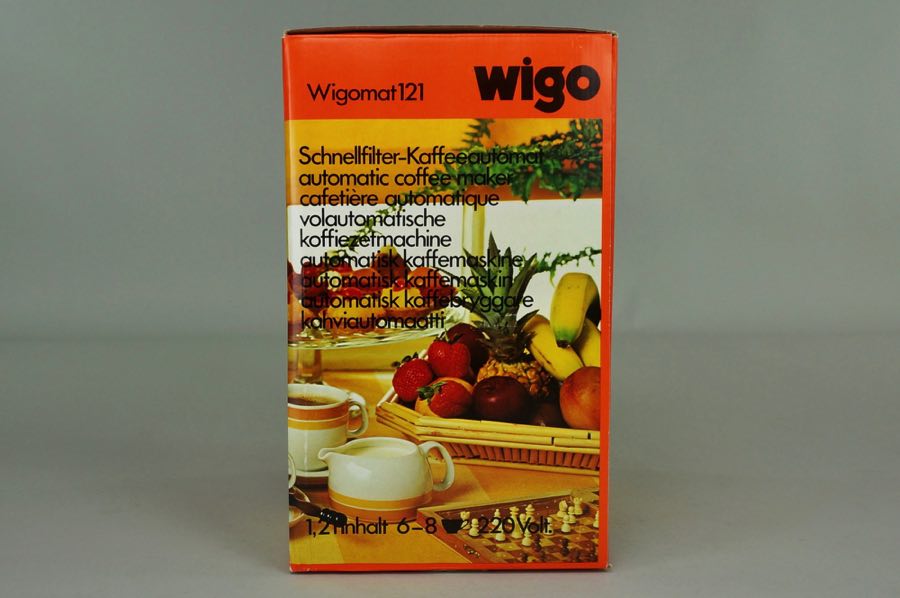 Wigomat 121
wigo
Schnellfilter-Kaffeeautomat
automatic coffee maker
cafetière automatique
volautomatische
koffiezetmachine
automatisk kaffemaskine
automatisk kaffemaskin
automatisk kaffebryggare
kahviautomaatti
1,2 l Inhalt 6-8 220 Volt.